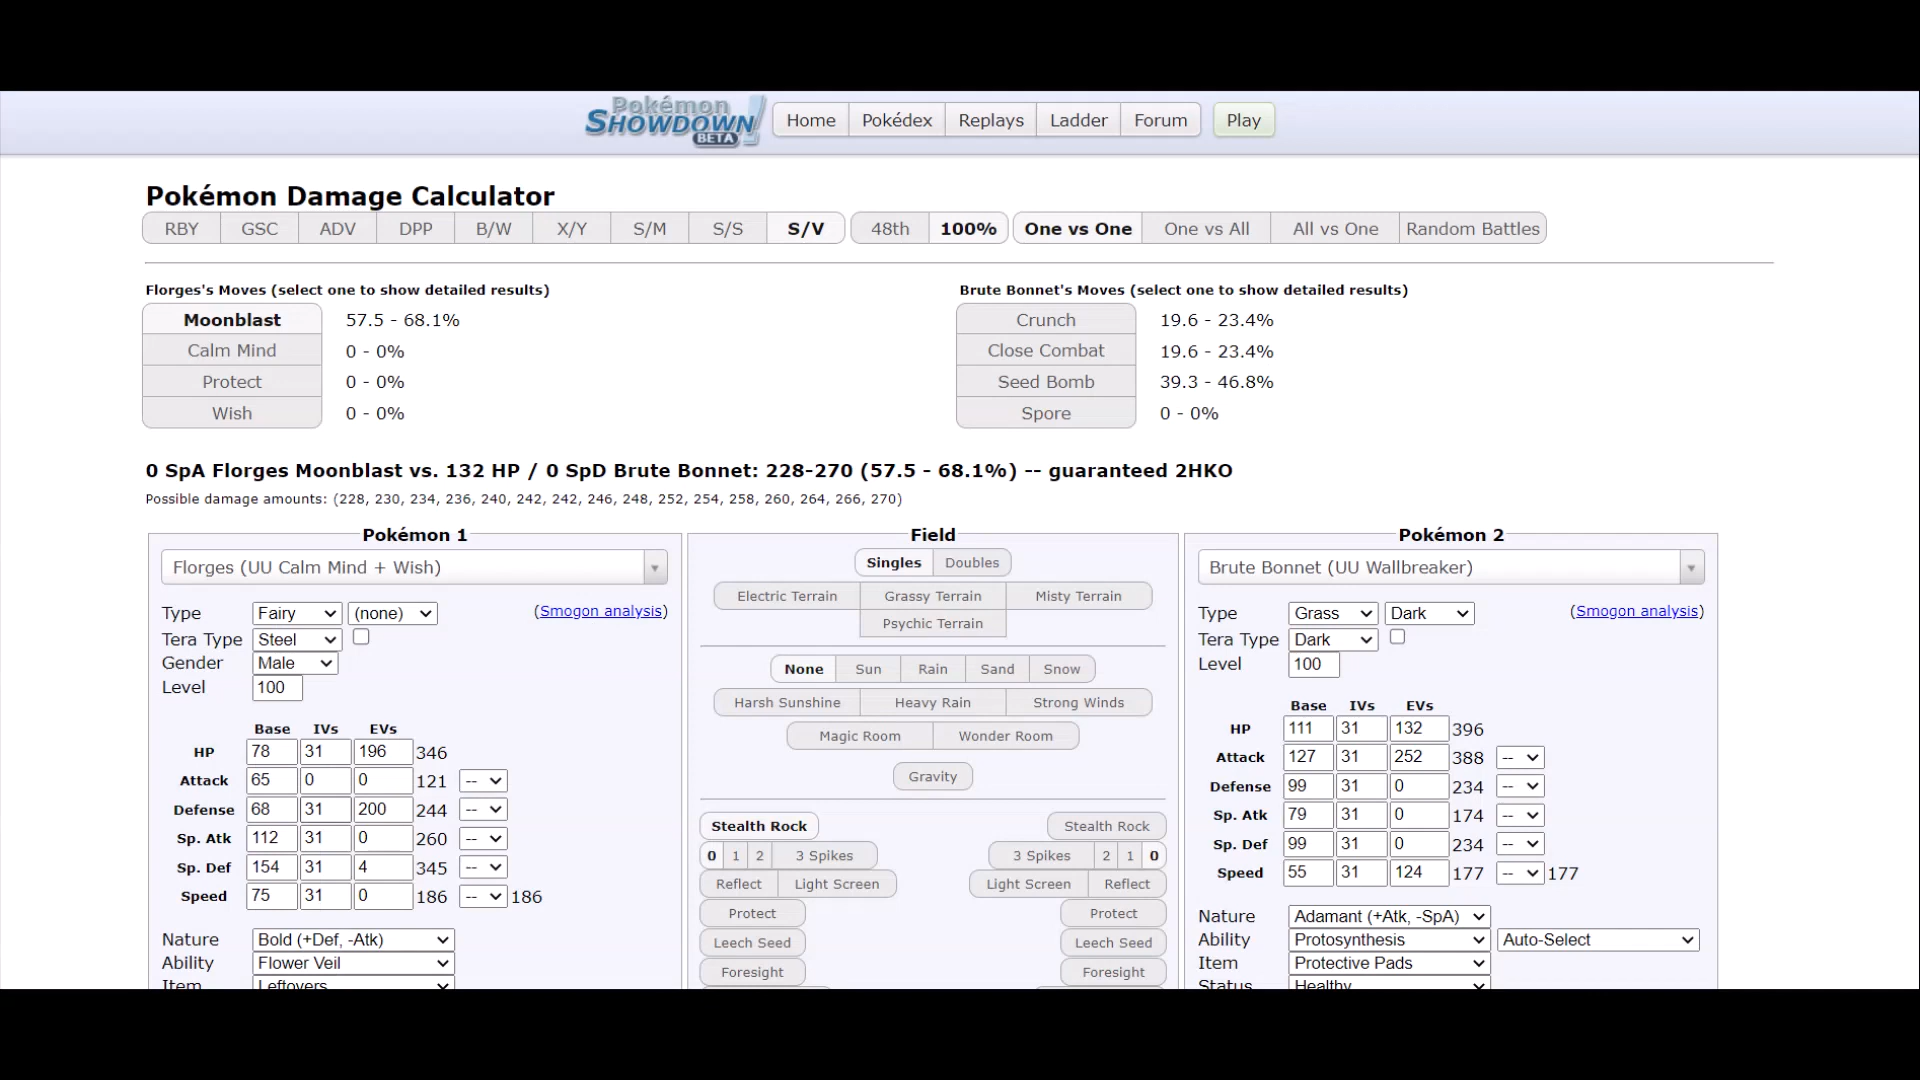 Pokémon
SHOWDOWN!
BETA
Home Pokédex Replays Ladder Forum Play
Pokémon Damage Calculator
RBY GSC ADV DPP B/W X/Y S/M S/S S/V 48th 100% One vs One One vs All All vs One Random Battles
Florges's Moves (select one to show detailed results)
Moonblast 57.5 - 68.1%
Calm Mind 0 - 0%
Protect 0 - 0%
Wish 0 - 0%
Brute Bonnet's Moves (select one to show detailed results)
Crunch 19.6 - 23.4%
Close Combat 19.6 - 23.4%
Seed Bomb 39.3 - 46.8%
Spore 0 - 0%
0 SpA Florges Moonblast vs. 132 HP / 0 SpD Brute Bonnet: 228-270 (57.5 - 68.1%) -- guaranteed 2HKO
Possible damage amounts: (228, 230, 234, 236, 240, 242, 242, 246, 248, 252, 254, 258, 260, 264, 266, 270)
Pokémon 1
Florges (UU Calm Mind + Wish)
Type Fairy (none) (Smogon analysis)
Tera Type Steel
Gender Male
Level 100
Base IVs EVs
HP 78 31 196 346
Attack 65 0 0 121 --
Defense 68 31 200 244 --
Sp. Atk 112 31 0 260 --
Sp. Def 154 31 4 345 --
Speed 75 31 0 186 -- 186
Nature Bold (+Def, -Atk)
Ability Flower Veil
Item Leftovers
Field
Singles Doubles
Electric Terrain Grassy Terrain Misty Terrain
Psychic Terrain
None Sun Rain Sand Snow
Harsh Sunshine Heavy Rain Strong Winds
Magic Room Wonder Room
Gravity
Stealth Rock Stealth Rock
0 1 2 3 Spikes 3 Spikes 2 1 0
Reflect Light Screen Light Screen Reflect
Protect Protect
Leech Seed Leech Seed
Foresight Foresight
Pokémon 2
Brute Bonnet (UU Wallbreaker)
Type Grass Dark (Smogon analysis)
Tera Type Dark
Level 100
Base IVs EVs
HP 111 31 132 396
Attack 127 31 252 388 --
Defense 99 31 0 234 --
Sp. Atk 79 31 0 174 --
Sp. Def 99 31 0 234 --
Speed 55 31 124 177 -- 177
Nature Adamant (+Atk, -SpA)
Ability Protosynthesis Auto-Select
Item Protective Pads
Status Healthy